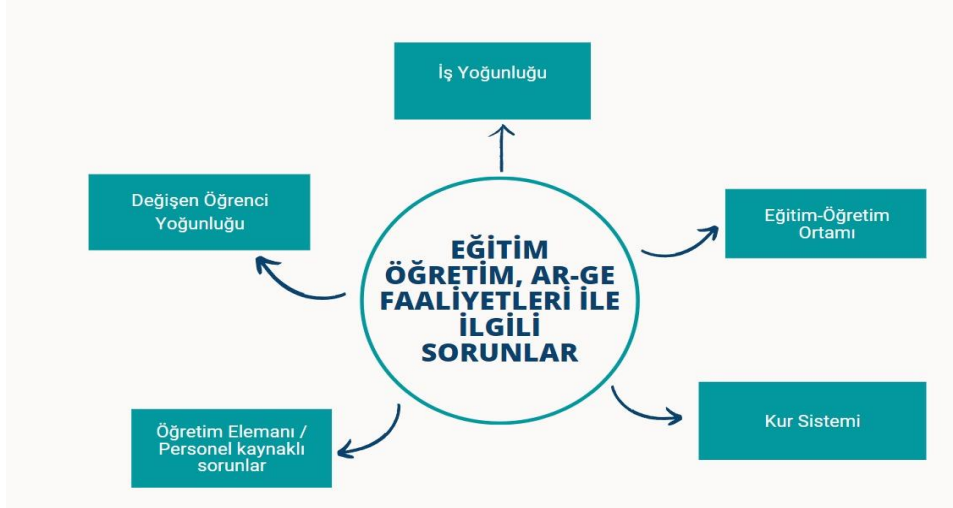 İş Yoğunluğu
Değişen Öğrenci
Yoğunluğu
Eğitim-Öğretim
Ortamı
EĞİTİM
ÖĞRETİM, AR-GE
FAALİYETLERİ İLE
İLGİLİ
SORUNLAR
Kur Sistemi
Öğretim Elemanı /
Personel kaynaklı
sorunlar